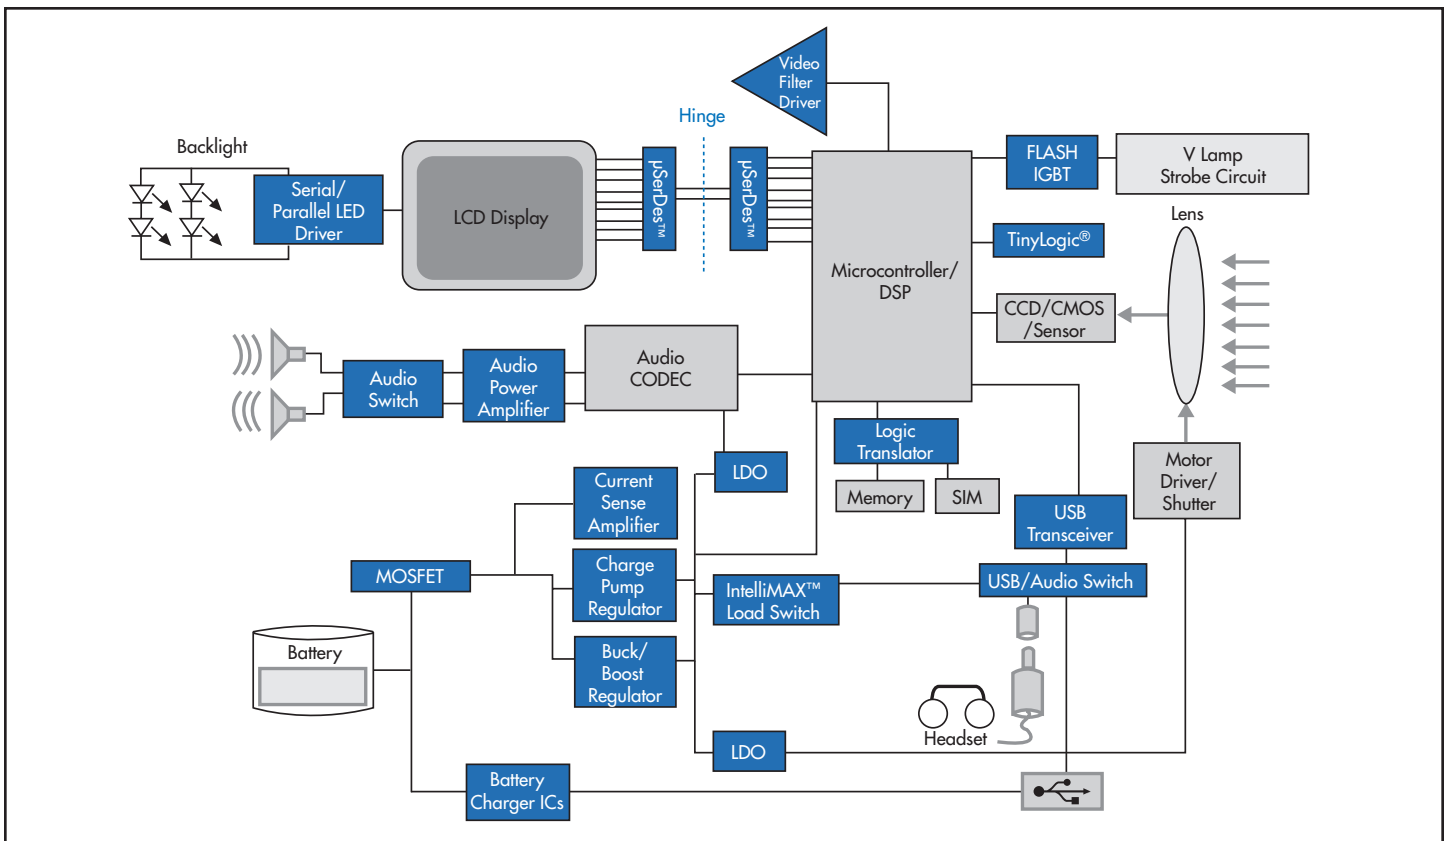 Video
Filter
Driver
Hinge
Backlight
Serial/
Parallel LED
Driver
LCD Display
µSerDes™
µSerDes™
Microcontroller/
DSP
FLASH
IGBT
V Lamp
Strobe Circuit
Lens
TinyLogic®
CCD/CMOS
/Sensor
Audio
Switch
Audio
Power
Amplifier
Audio
CODEC
LDO
Logic
Translator
Memory
SIM
Motor
Driver/
Shutter
USB
Transceiver
Current
Sense
Amplifier
MOSFET
Charge
Pump
Regulator
IntelliMAX™
Load Switch
USB/Audio Switch
Battery
Buck/
Boost
Regulator
Headset
LDO
Battery
Charger ICs